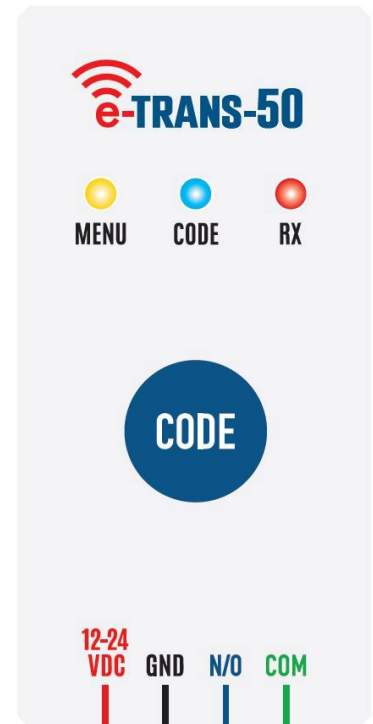 e-TRANS-50
MENU CODE RX
CODE
12-24
VDC GND N/O COM